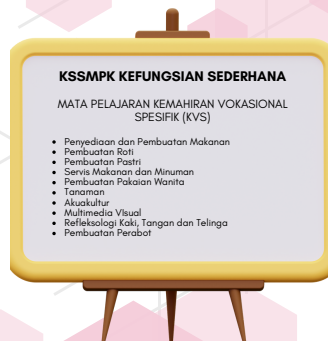 KSSMPK KEFUNGSIAN SEDERHANA
MATA PELAJARAN KEMAHIRAN VOKASIONAL
SPESIFIK (KVS)
• Penyediaan dan Pembuatan Makanan
• Pembuatan Roti
• Pembuatan Pastri
• Servis Makanan dan Minuman
• Pembuatan Pakaian Wanita
• Tanaman
• Akuakultur
• Multimedia VIsual
• Refleksologi Kaki, Tangan dan Telinga
• Pembuatan Perabot